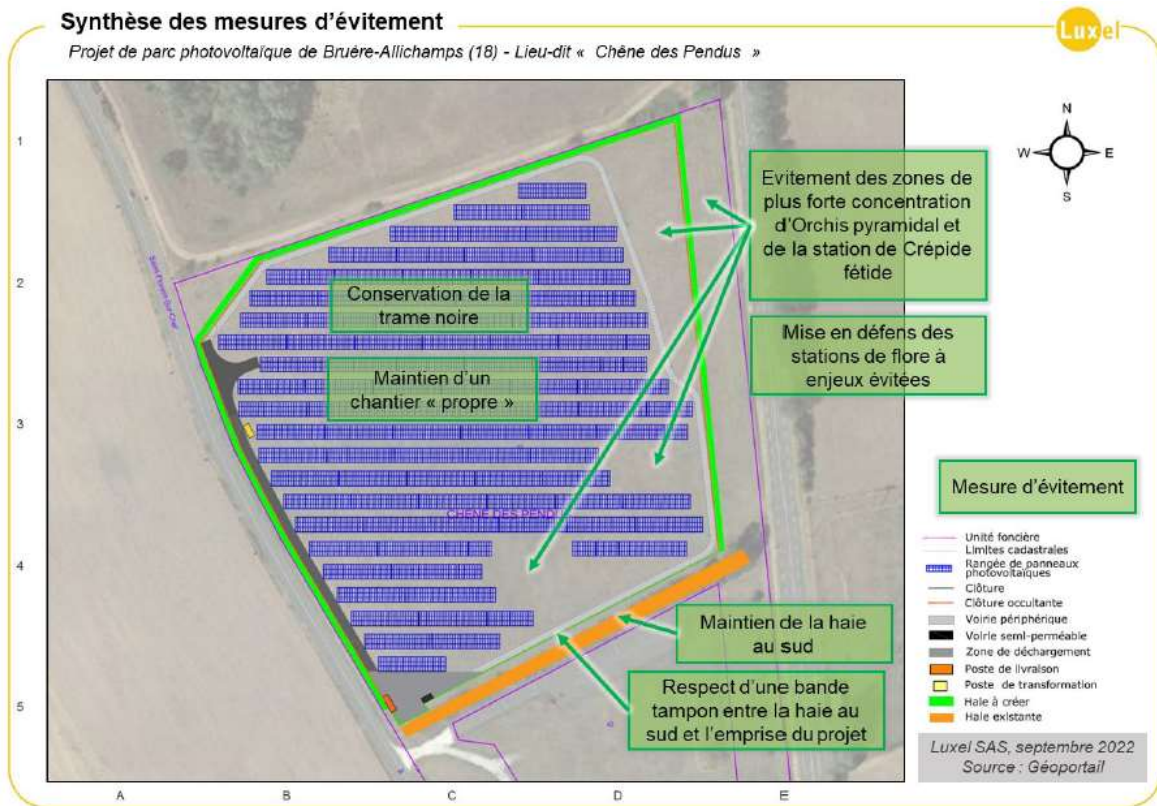 Synthèse des mesures d'évitement
Projet de parc photovoltaïque de Bruère-Allichamps (18) - Lieu-dit « Chêne des Pendus »
Luxel
N
W
E
S
1
2
3
4
5
A
B
C
D
E
Evitement des zones de
plus forte concentration
d'Orchis pyramidal et
de la station de Crépide
fétide
Conservation de la
trame noire
Mise en défens des
stations de flore à
enjeux évitées
Maintien d'un
chantier « propre »
CHENE DES PEND
Maintien de la haie
au sud
Respect d'une bande
tampon entre la haie au
sud et l'emprise du projet
Mesure d'évitement
Unité foncière
Limites cadastrales
Rangée de panneaux
photovoltaïques
Clôture
Clôture occultante
Voirie périphérique
Voirie semi-perméable
Zone de déchargement
Poste de livraison
Poste de transformation
Haie à créer
Haie existante
Luxel SAS, septembre 2022
Source : Géoportail